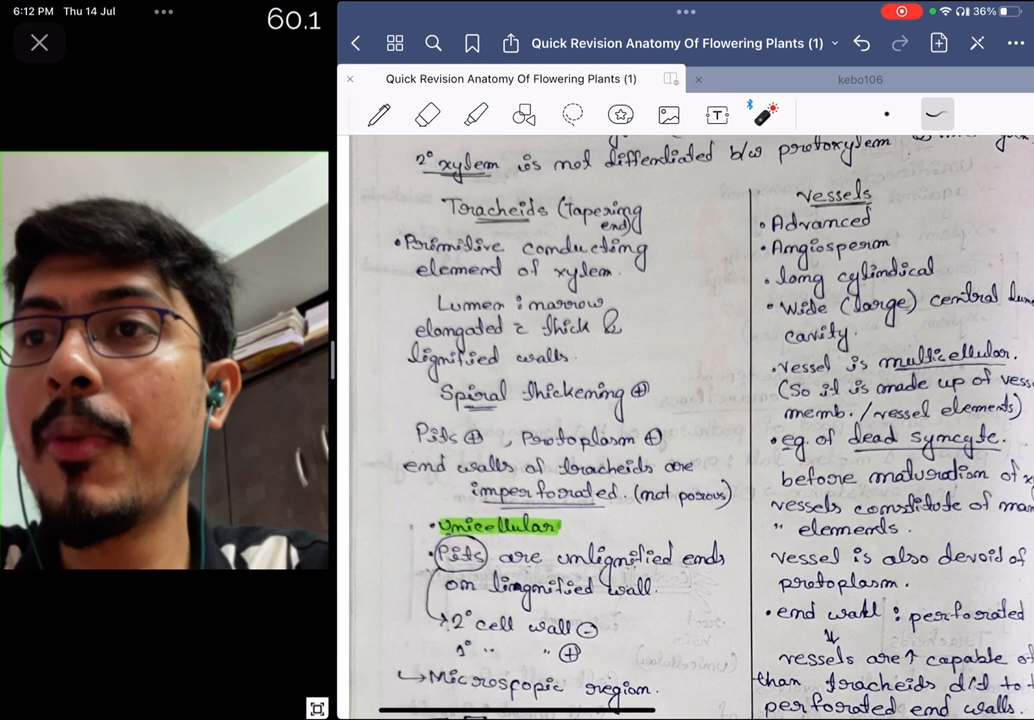 6:12 PM Thu 14 Jul
60.1
36%
Quick Revision Anatomy Of Flowering Plants (1)
Quick Revision Anatomy Of Flowering Plants (1)
kebo106
2° xylem is not differentiated b/w protoxylem
Tracheids (Tapering end)
• Primitive conducting
element of xylem.
Lumen : narrow
elongated c thick &
lignified walls.
Spiral thickening ⊕
Pits ⊕, Protoplasm ⊕
end walls of tracheids are
imperforated. (not porous)
• Unicellular
• Pits are unlignified ends
on lingnified wall.
→ 2° cell wall ⊖
1° " " ⊕
↳ Microscopic region.
Vessels
• Advanced
• Angiosperm
• long cylindical
• Wide (large) central
cavity.
• Vessel is multicellular.
(So it is made up of
memb. / vessel elements)
• eg. of dead syncyte.
before maturation of
vessels constitute of
" elements.
vessel is also devoid of
protoplasm.
• end wall : perforated
↓
vessels are ↑ capable of
than tracheids d/t to
perforated end walls.